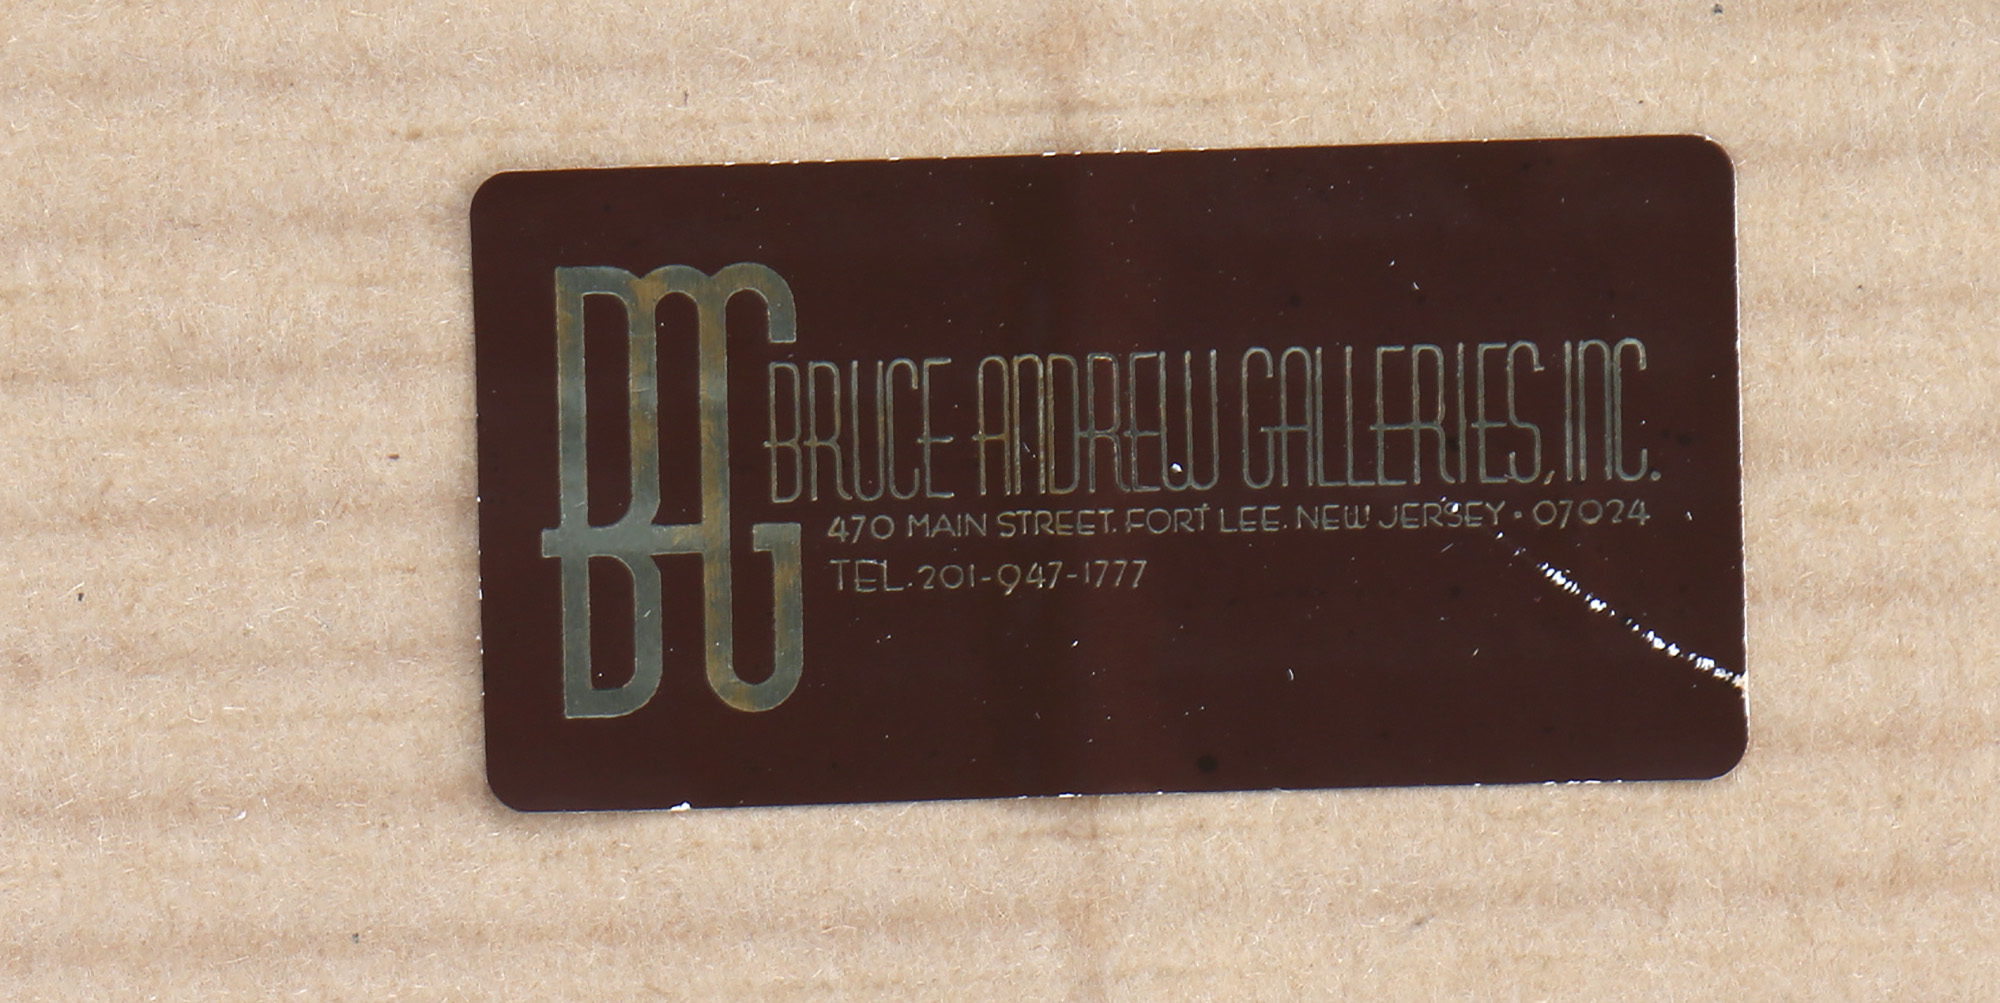 BAG
BRUCE ANDREW GALLERIES, INC.
470 MAIN STREET. FORT LEE. NEW JERSEY • 07024
TEL. 201-947-1777